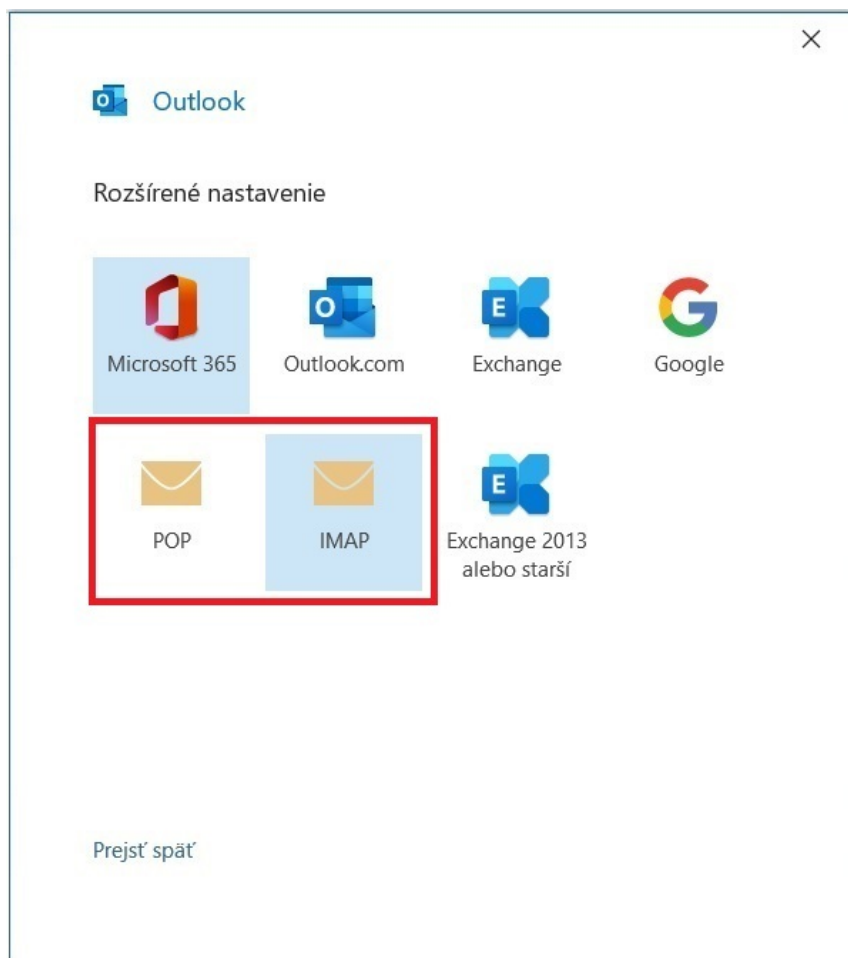 Outlook
Rozšírené nastavenie
Microsoft 365
Outlook.com
Exchange
Google
POP
IMAP
Exchange 2013
alebo starší
Prejsť späť